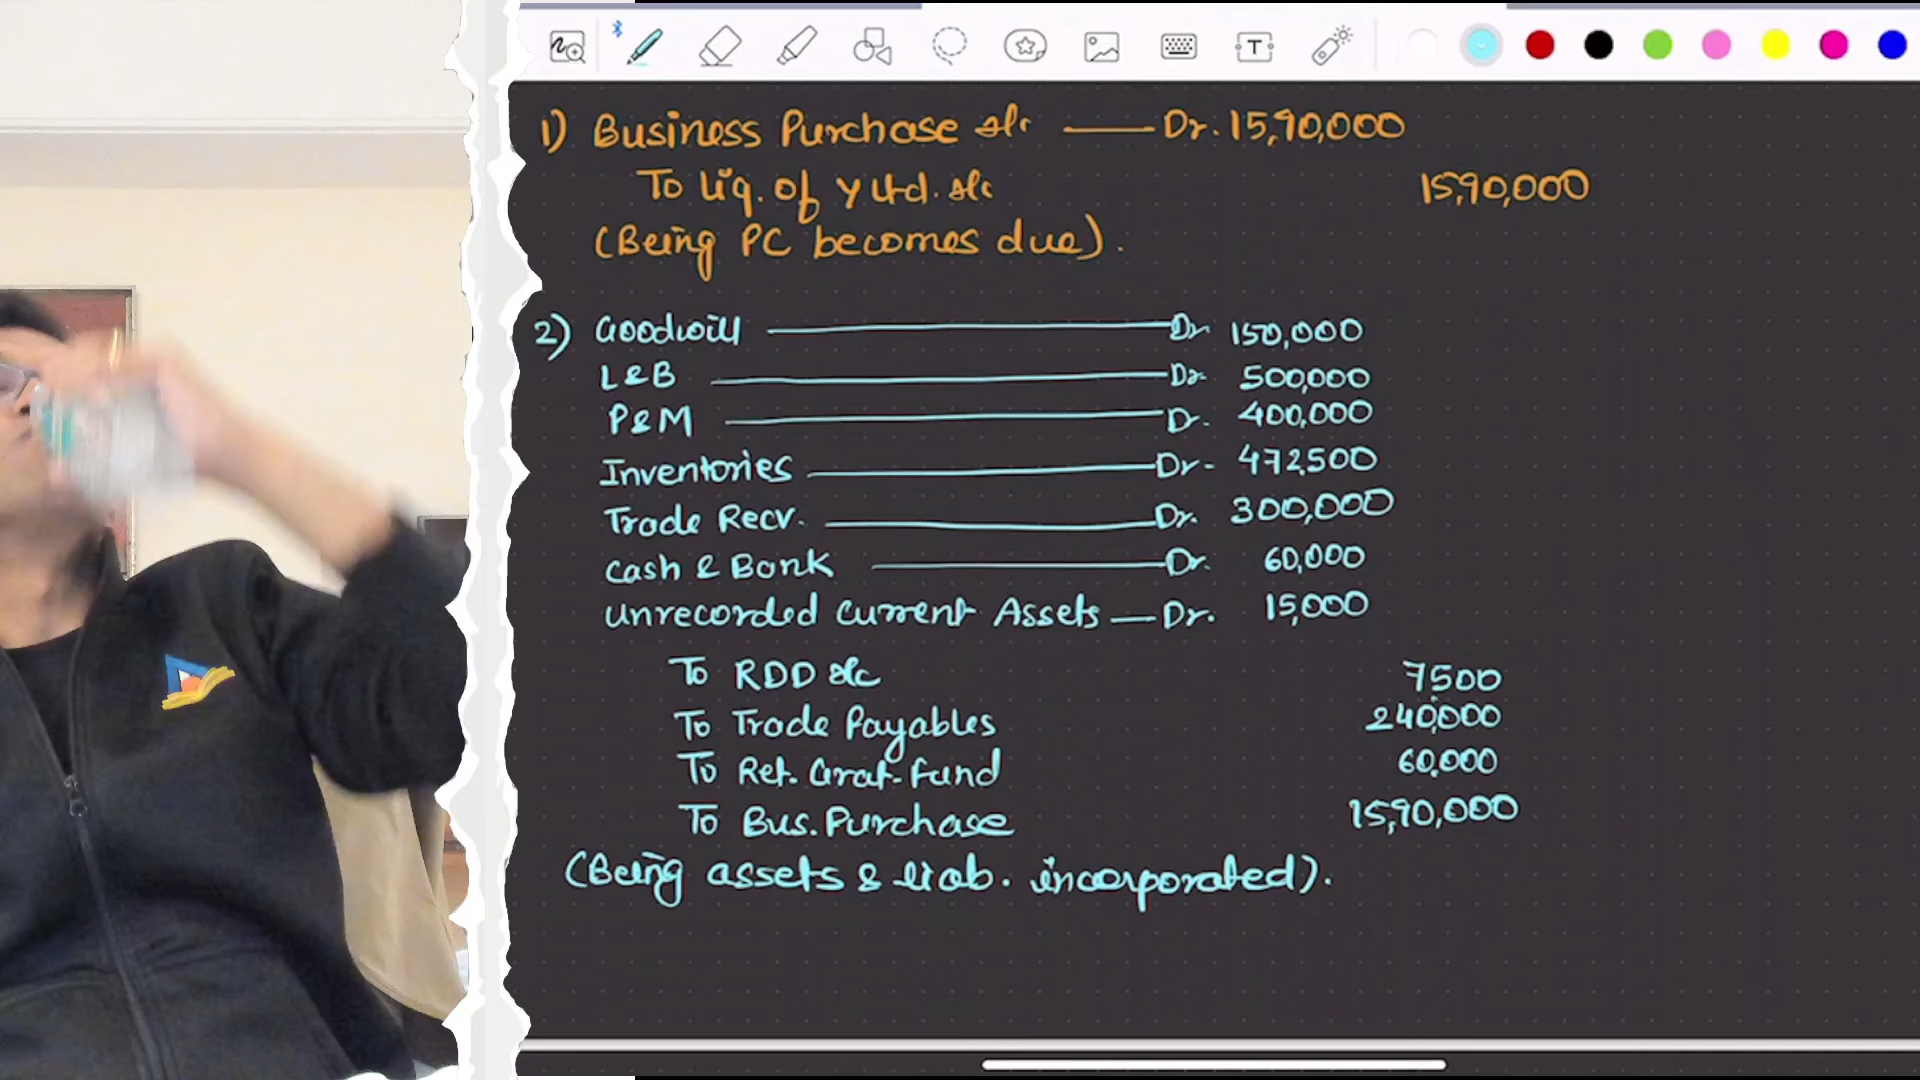 1) Business Purchase a/c — Dr. 15,90,000
To Liq. of Y Ltd. a/c 15,90,000
(Being PC becomes due).
2) Goodwill — Dr 150,000
L&B — Dr. 500,000
P&M — Dr. 400,000
Inventories — Dr. 472,500
Trade Recv. — Dr. 300,000
Cash & Bank — Dr. 60,000
Unrecorded Current Assets — Dr. 15,000
To RDD a/c 7500
To Trade Payables 240,000
To Ret. Grat. Fund 60,000
To Bus. Purchase 15,90,000
(Being assets & liab. incorporated).